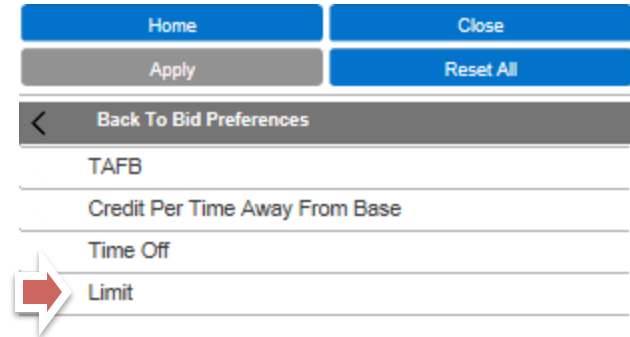 Home Close
Apply Reset All
Back To Bid Preferences
TAFB
Credit Per Time Away From Base
Time Off
Limit